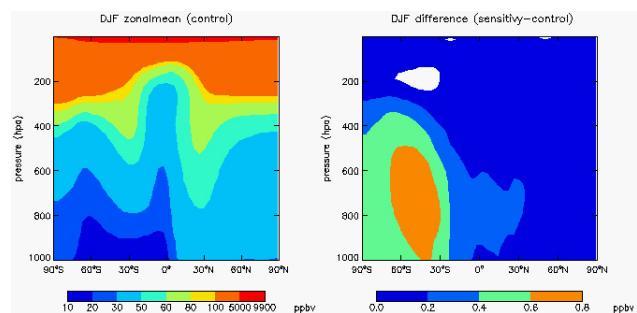 DJF zonalmean (control)
pressure (hpa)
200
400
600
800
1000
90°S 60°S 30°S 0° 30°N 60°N 90°N
10 20 30 50 60 80 100 5000 9900 ppbv
DJF difference (sensitivy-control)
pressure (hpa)
200
400
600
800
1000
90°S 60°S 30°S 0° 30°N 60°N 90°N
0.0 0.2 0.4 0.6 0.8 ppbv